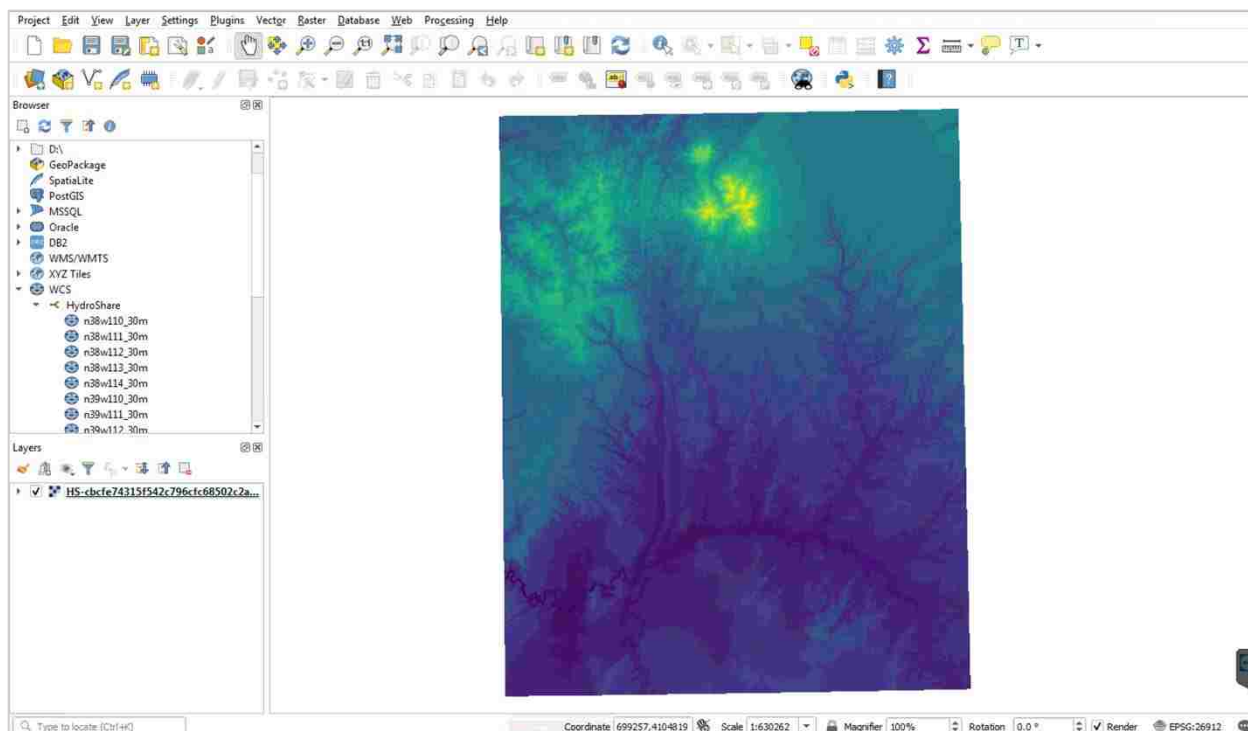 Project Edit View Layer Settings Plugins Vector Raster Database Web Processing Help
Browser
D:\
GeoPackage
SpatiaLite
PostGIS
MSSQL
Oracle
DB2
WMS/WMTS
XYZ Tiles
WCS
HydroShare
n38w110_30m
n38w111_30m
n38w112_30m
n38w113_30m
n38w114_30m
n39w110_30m
n39w111_30m
n39w112_30m
Layers
HS-cbcfe74315f542c796cfc68502c2a...
Type to locate (Ctrl+K) Coordinate 699257,4104819 Scale 1:630262 Magnifier 100% Rotation 0.0 ° Render EPSG:26912